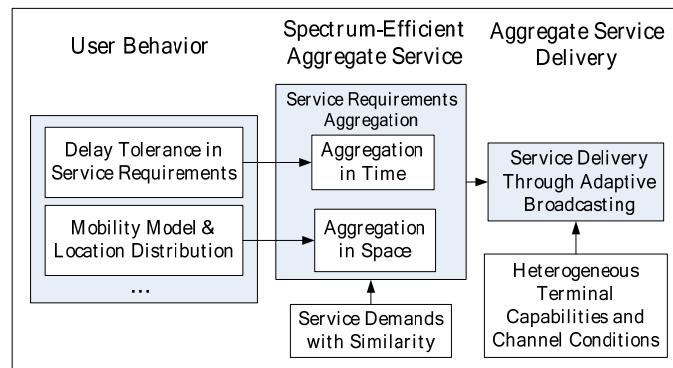 User Behavior
Spectrum-Efficient
Aggregate Service
Aggregate Service
Delivery
Delay Tolerance in
Service Requirements
Mobility Model &
Location Distribution
...
Service Requirements
Aggregation
Aggregation
in Time
Aggregation
in Space
Service Demands
with Similarity
Service Delivery
Through Adaptive
Broadcasting
Heterogeneous
Terminal
Capabilities and
Channel Conditions